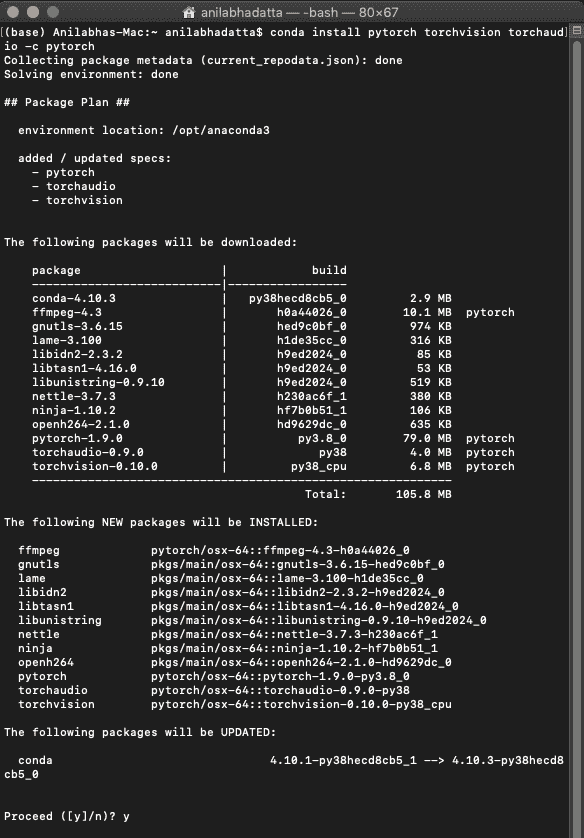 anilabhadatta — -bash — 80×67
[(base) Anilabhas-Mac:~ anilabhadatta$ conda install pytorch torchvision torchaud]
io -c pytorch
Collecting package metadata (current_repodata.json): done
Solving environment: done
## Package Plan ##
environment location: /opt/anaconda3
added / updated specs:
- pytorch
- torchaudio
- torchvision
The following packages will be downloaded:
package | build
---------------------------|-----------------
conda-4.10.3 | py38hecd8cb5_0 2.9 MB
ffmpeg-4.3 | h0a44026_0 10.1 MB pytorch
gnutls-3.6.15 | hed9c0bf_0 974 KB
lame-3.100 | h1de35cc_0 316 KB
libidn2-2.3.2 | h9ed2024_0 85 KB
libtasn1-4.16.0 | h9ed2024_0 53 KB
libunistring-0.9.10 | h9ed2024_0 519 KB
nettle-3.7.3 | h230ac6f_1 380 KB
ninja-1.10.2 | hf7b0b51_1 106 KB
openh264-2.1.0 | hd9629dc_0 635 KB
pytorch-1.9.0 | py3.8_0 79.0 MB pytorch
torchaudio-0.9.0 | py38 4.0 MB pytorch
torchvision-0.10.0 | py38_cpu 6.8 MB pytorch
------------------------------------------------------------
Total: 105.8 MB
The following NEW packages will be INSTALLED:
ffmpeg pytorch/osx-64::ffmpeg-4.3-h0a44026_0
gnutls pkgs/main/osx-64::gnutls-3.6.15-hed9c0bf_0
lame pkgs/main/osx-64::lame-3.100-h1de35cc_0
libidn2 pkgs/main/osx-64::libidn2-2.3.2-h9ed2024_0
libtasn1 pkgs/main/osx-64::libtasn1-4.16.0-h9ed2024_0
libunistring pkgs/main/osx-64::libunistring-0.9.10-h9ed2024_0
nettle pkgs/main/osx-64::nettle-3.7.3-h230ac6f_1
ninja pkgs/main/osx-64::ninja-1.10.2-hf7b0b51_1
openh264 pkgs/main/osx-64::openh264-2.1.0-hd9629dc_0
pytorch pytorch/osx-64::pytorch-1.9.0-py3.8_0
torchaudio pytorch/osx-64::torchaudio-0.9.0-py38
torchvision pytorch/osx-64::torchvision-0.10.0-py38_cpu
The following packages will be UPDATED:
conda 4.10.1-py38hecd8cb5_1 --> 4.10.3-py38hecd8
cb5_0
Proceed ([y]/n)? y